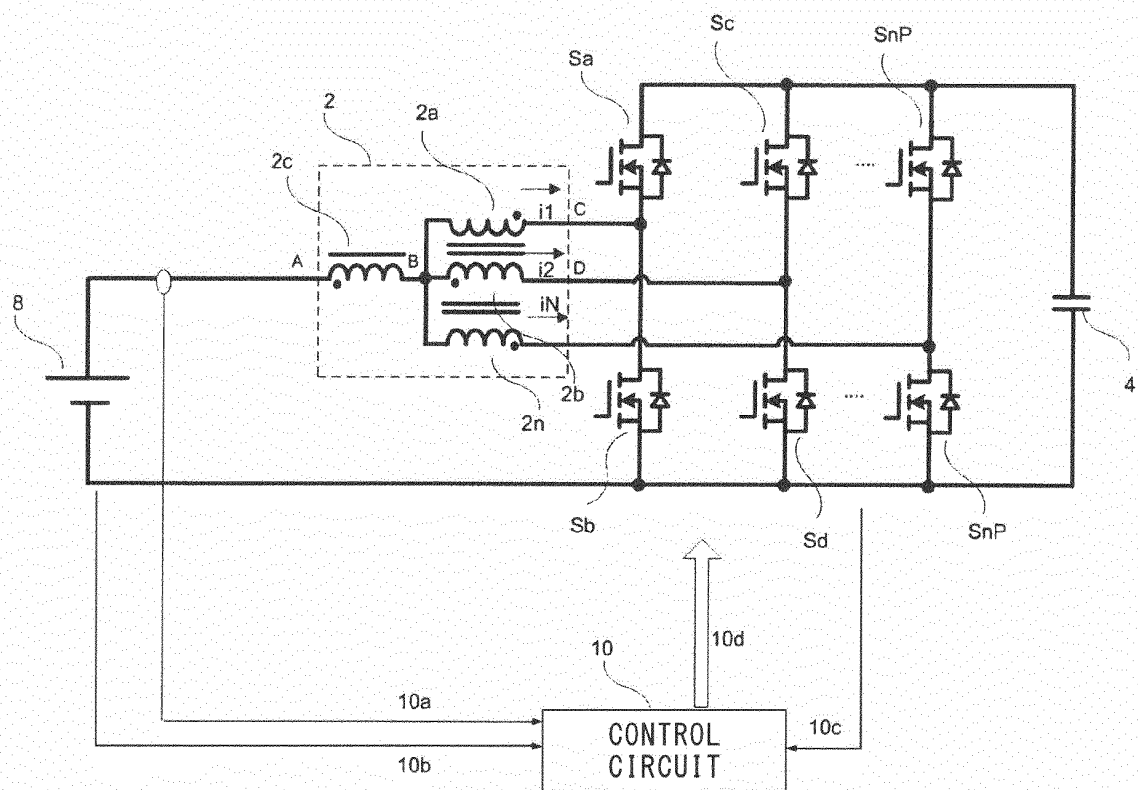 Sc
SnP
Sa
2
2a
2c
i1
C
A
B
i2
D
iN
8
2b
4
2n
Sb
Sd
SnP
10
10d
10a
10c
CONTROL
CIRCUIT
10b